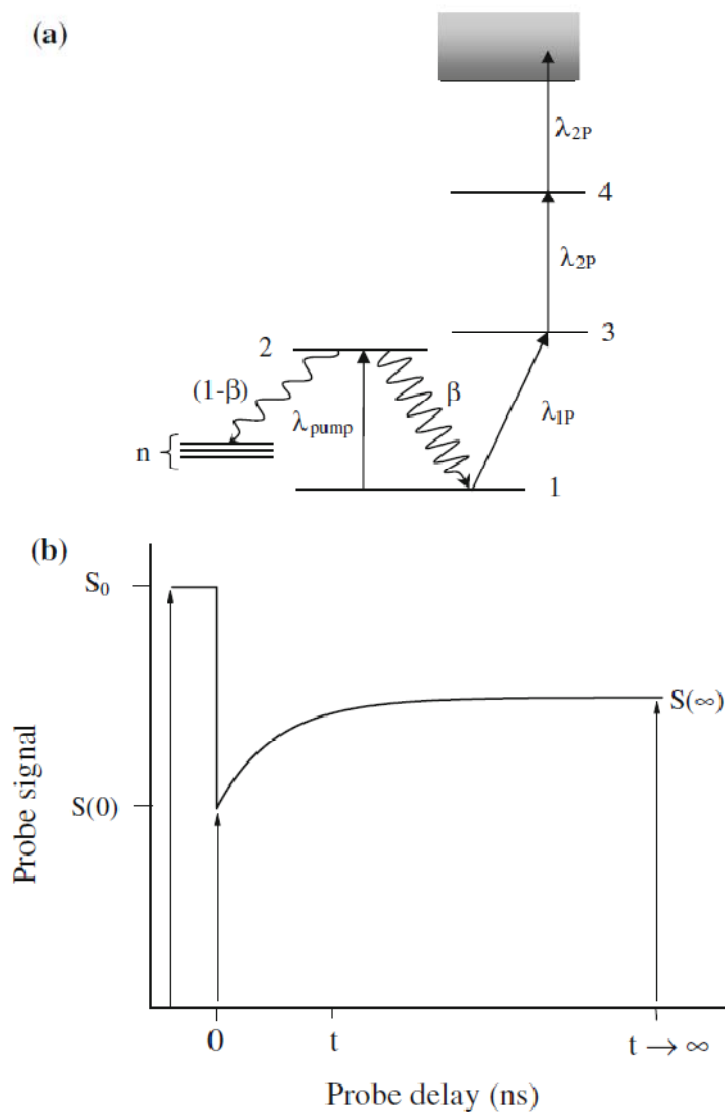 (a)
λ2P
4
λ2P
3
2
(1-β)
β
λpump
λ1P
n
1
(b)
S0
S(∞)
S(0)
Probe signal
0
t
t → ∞
Probe delay (ns)